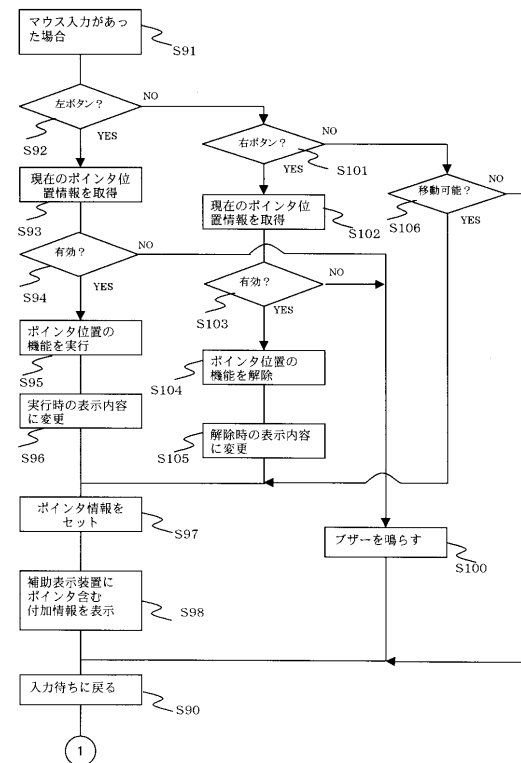 マウス入力があっ
た場合
S91
左ボタン？
NO
S92
YES
右ボタン？
NO
S101
YES
現在のポインタ位
置情報を取得
S93
現在のポインタ位
置情報を取得
S102
移動可能？
NO
S106
YES
有効？
NO
S94
YES
有効？
NO
S103
YES
ポインタ位置の
機能を実行
S95
ポインタ位置の
機能を解除
S104
実行時の表示内容
に変更
S96
解除時の表示内容
に変更
S105
ポインタ情報を
セット
S97
ブザーを鳴らす
S100
補助表示装置に
ポインタ含む
付加情報を表示
S98
入力待ちに戻る
S90
1